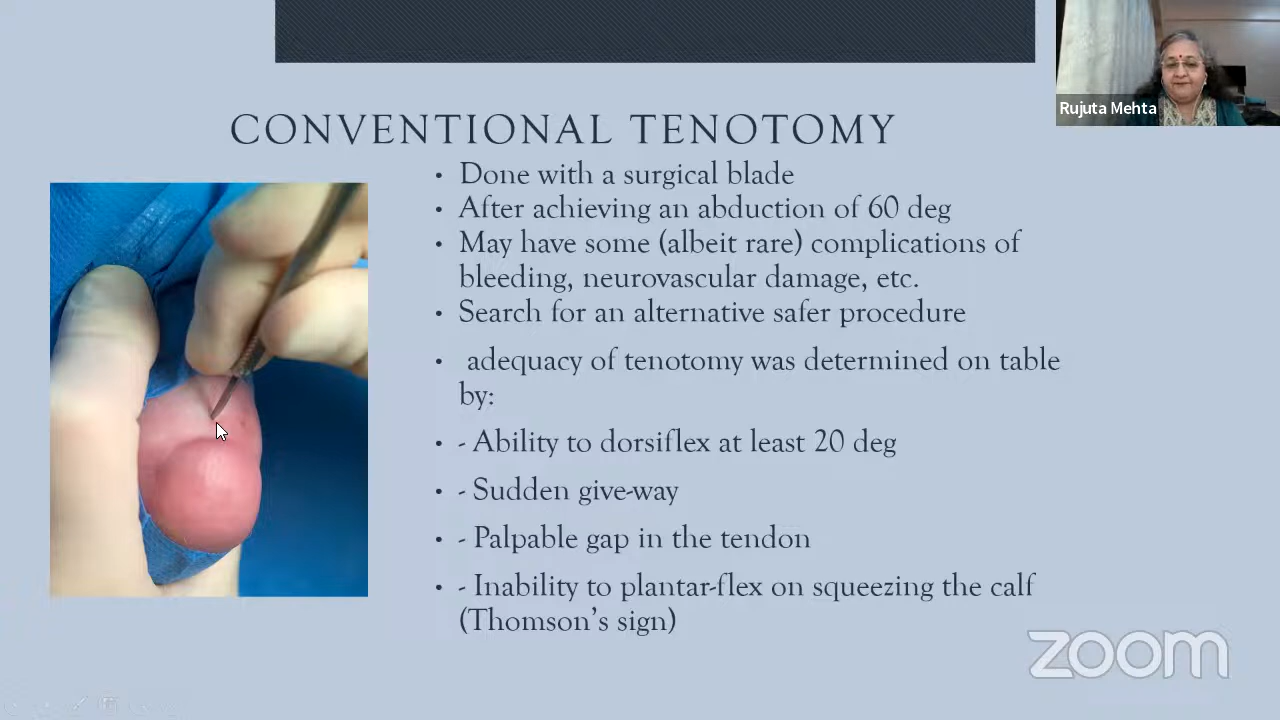 Rujuta Mehta
CONVENTIONAL TENOTOMY
• Done with a surgical blade
• After achieving an abduction of 60 deg
• May have some (albeit rare) complications of
bleeding, neurovascular damage, etc.
• Search for an alternative safer procedure
• adequacy of tenotomy was determined on table
by:
• - Ability to dorsiflex at least 20 deg
• - Sudden give-way
• - Palpable gap in the tendon
• - Inability to plantar-flex on squeezing the calf
(Thomson's sign)
zoom